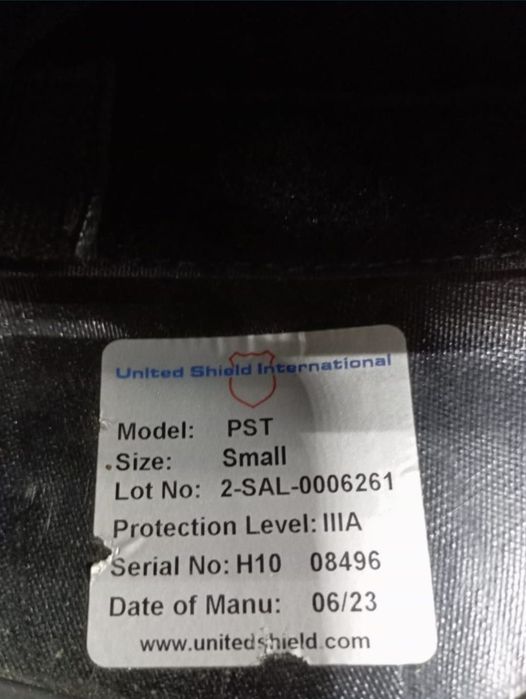 United Shield International
Model: PST
Size: Small
Lot No: 2-SAL-0006261
Protection Level: IIIA
Serial No: H10 08496
Date of Manu: 06/23
www.unitedshield.com